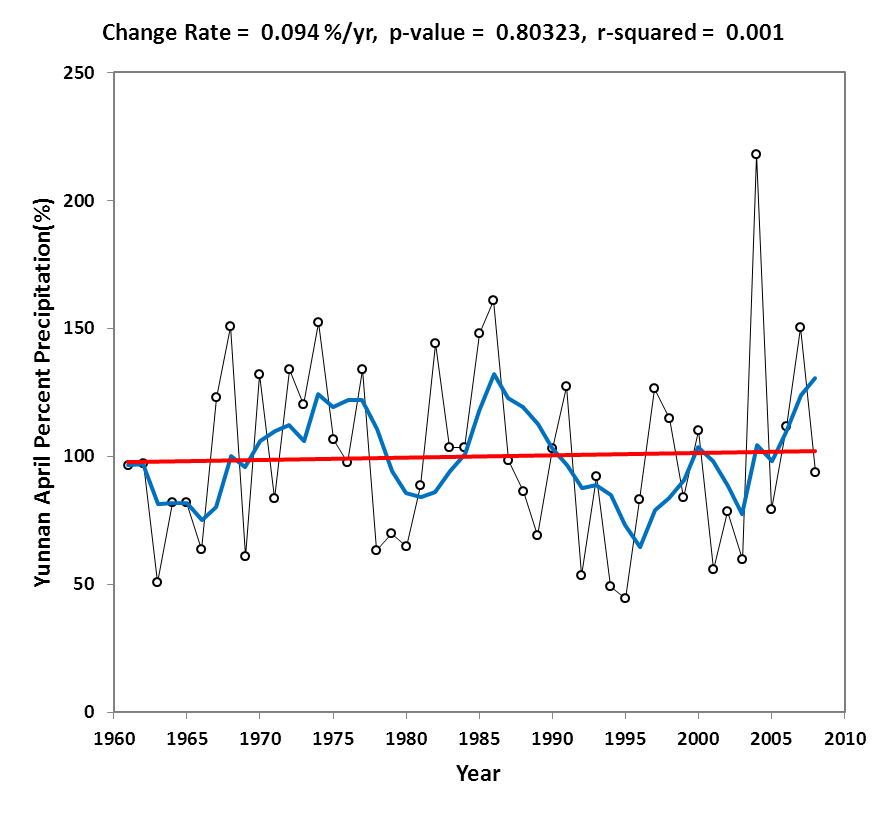 Change Rate = 0.094 %/yr, p-value = 0.80323, r-squared = 0.001
250
200
150
100
50
0
Yunnan April Percent Precipitation(%)
1960 1965 1970 1975 1980 1985 1990 1995 2000 2005 2010
Year